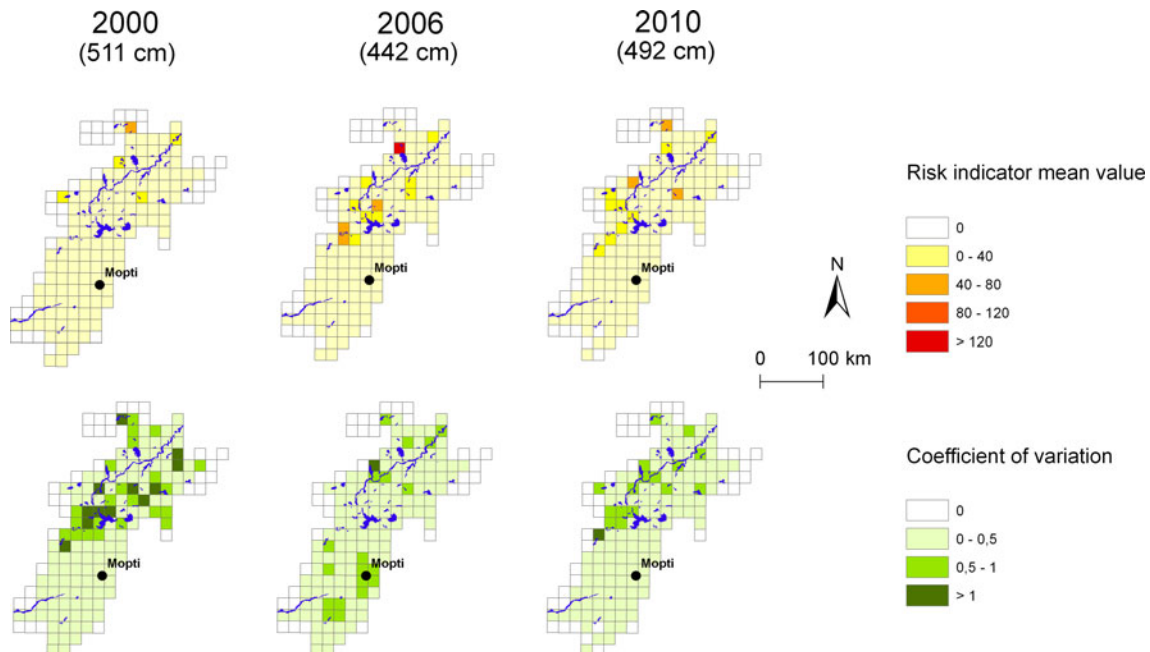 2000
(511 cm)
2006
(442 cm)
2010
(492 cm)
Mopti
Mopti
Mopti
Risk indicator mean value
0
0 - 40
40 - 80
80 - 120
> 120
N
0 100 km
Mopti
Mopti
Mopti
Coefficient of variation
0
0 - 0,5
0,5 - 1
> 1